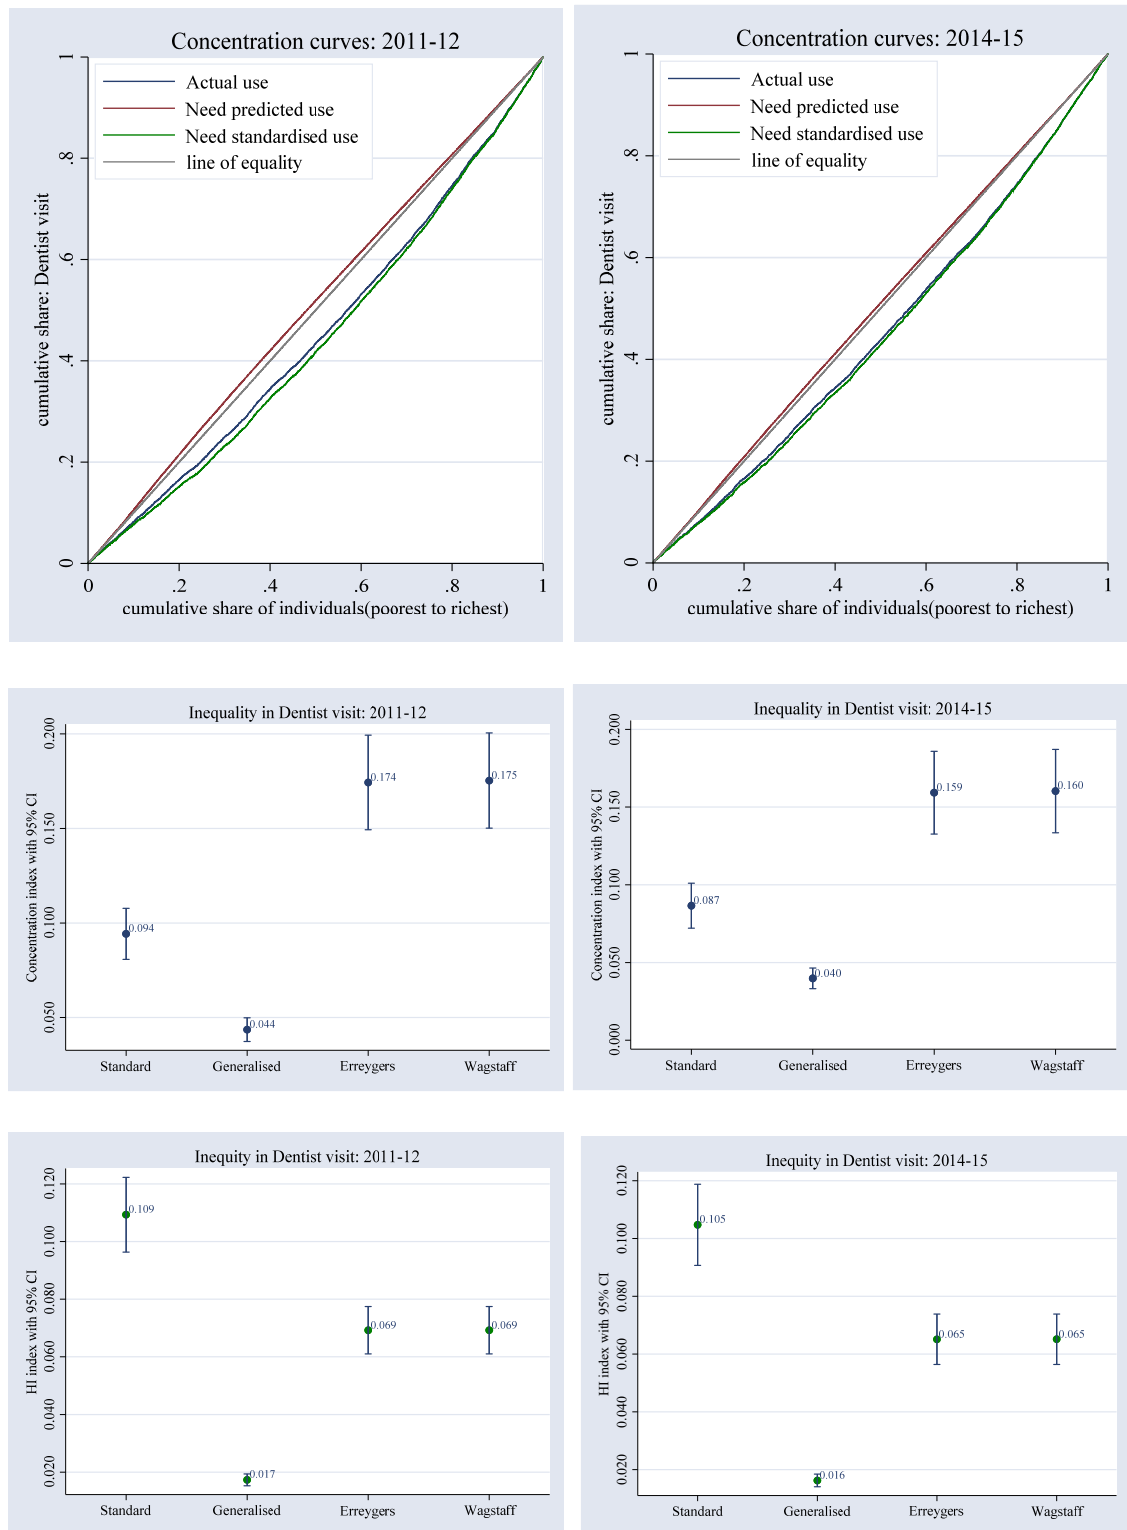 Concentration curves: 2011-12
Actual use
Need predicted use
Need standardised use
line of equality
cumulative share: Dentist visit
1
.8
.6
.4
.2
0
0 .2 .4 .6 .8 1
cumulative share of individuals(poorest to richest)
Concentration curves: 2014-15
Actual use
Need predicted use
Need standardised use
line of equality
cumulative share: Dentist visit
1
.8
.6
.4
.2
0
0 .2 .4 .6 .8 1
cumulative share of individuals(poorest to richest)
Inequality in Dentist visit: 2011-12
Concentration index with 95% CI
0.200
0.150
0.100
0.050
0.094
0.044
0.174
0.175
Standard Generalised Erreygers Wagstaff
Inequality in Dentist visit: 2014-15
Concentration index with 95% CI
0.200
0.150
0.100
0.050
0.000
0.087
0.040
0.159
0.160
Standard Generalised Erreygers Wagstaff
Inequity in Dentist visit: 2011-12
HI index with 95% CI
0.120
0.100
0.080
0.060
0.040
0.020
0.109
0.017
0.069
0.069
Standard Generalised Erreygers Wagstaff
Inequity in Dentist visit: 2014-15
HI index with 95% CI
0.120
0.100
0.080
0.060
0.040
0.020
0.105
0.016
0.065
0.065
Standard Generalised Erreygers Wagstaff